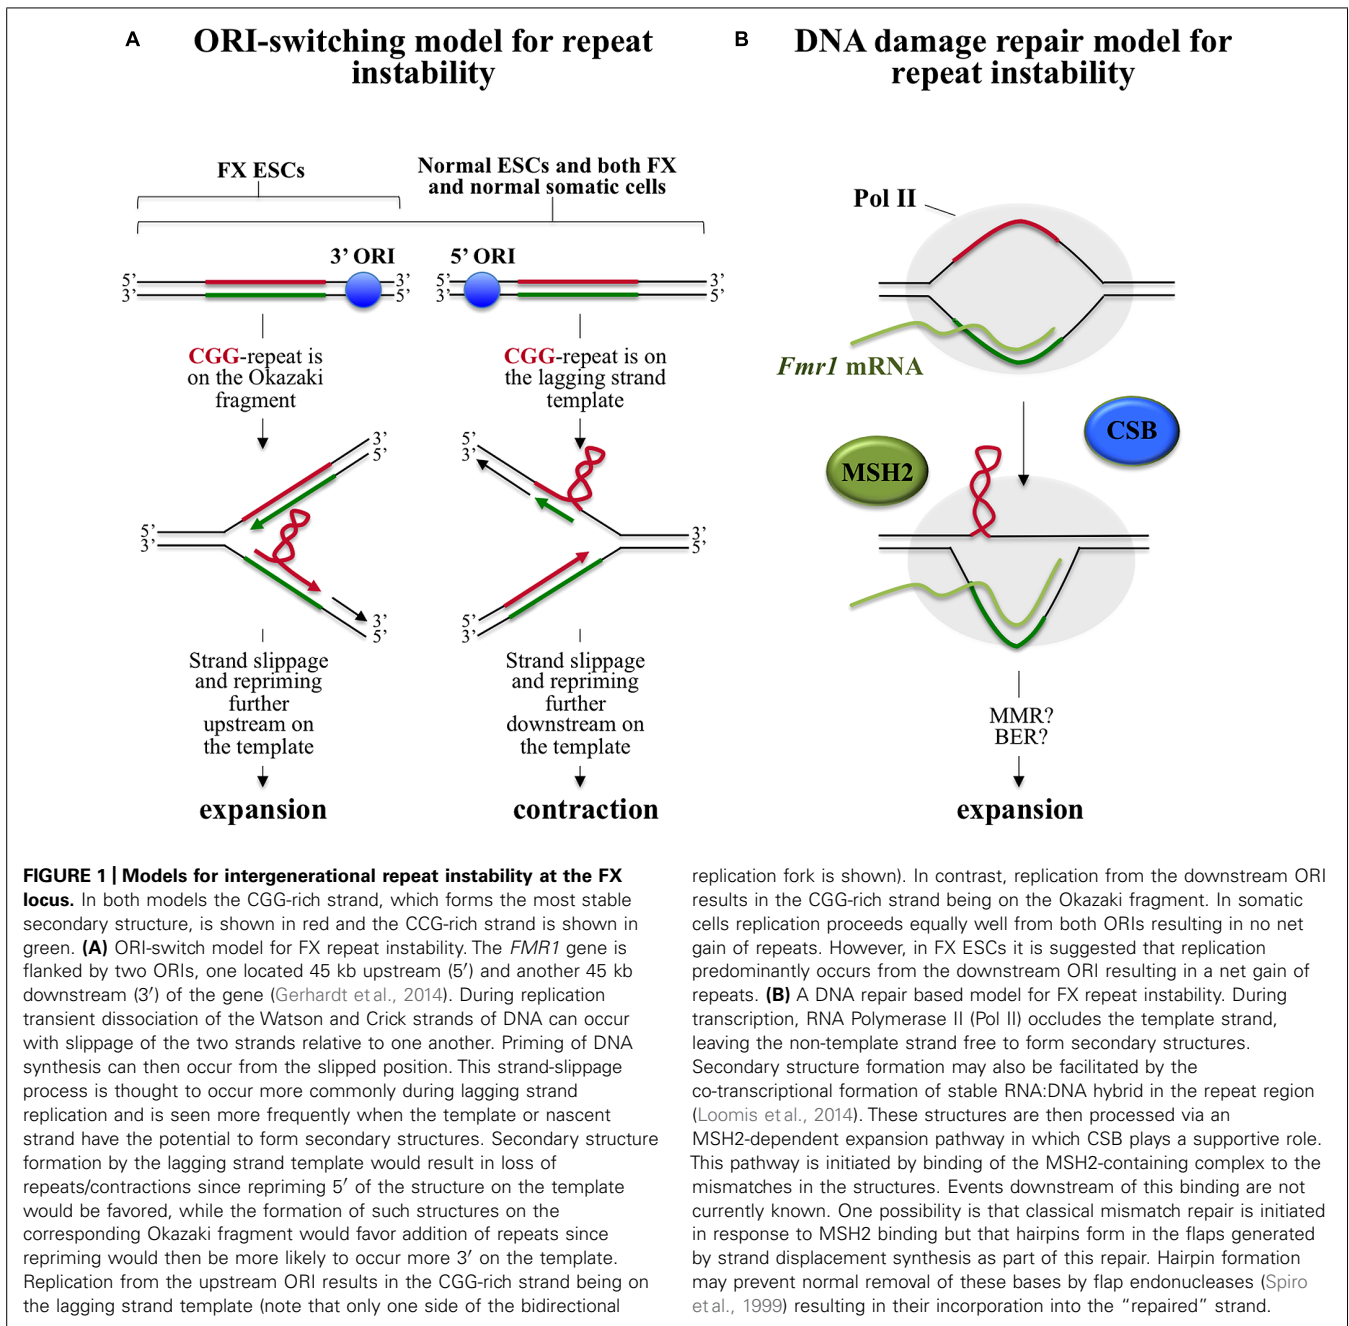 A
ORI-switching model for repeat
instability
FX ESCs
Normal ESCs and both FX
and normal somatic cells
3’ ORI
5’ ORI
5’
3’
3’
5’
5’
3’
3’
5’
CGG-repeat is
on the Okazaki
fragment
CGG-repeat is on
the lagging strand
template
3’
5’
5’
3’
3’
5’
5’
3’
3’
5’
5’
3’
Strand slippage
and repriming
further
upstream on
the template
Strand slippage
and repriming
further
downstream on
the template
expansion
contraction
B
DNA damage repair model for
repeat instability
Pol II
Fmr1 mRNA
CSB
MSH2
MMR?
BER?
expansion
FIGURE 1 | Models for intergenerational repeat instability at the FX
locus. In both models the CGG-rich strand, which forms the most stable
secondary structure, is shown in red and the CCG-rich strand is shown in
green. (A) ORI-switch model for FX repeat instability. The FMR1 gene is
flanked by two ORIs, one located 45 kb upstream (5′) and another 45 kb
downstream (3′) of the gene (Gerhardt et al., 2014). During replication
transient dissociation of the Watson and Crick strands of DNA can occur
with slippage of the two strands relative to one another. Priming of DNA
synthesis can then occur from the slipped position. This strand-slippage
process is thought to occur more commonly during lagging strand
replication and is seen more frequently when the template or nascent
strand have the potential to form secondary structures. Secondary structure
formation by the lagging strand template would result in loss of
repeats/contractions since repriming 5′ of the structure on the template
would be favored, while the formation of such structures on the
corresponding Okazaki fragment would favor addition of repeats since
repriming would then be more likely to occur more 3′ on the template.
Replication from the upstream ORI results in the CGG-rich strand being on
the lagging strand template (note that only one side of the bidirectional
replication fork is shown). In contrast, replication from the downstream ORI
results in the CGG-rich strand being on the Okazaki fragment. In somatic
cells replication proceeds equally well from both ORIs resulting in no net
gain of repeats. However, in FX ESCs it is suggested that replication
predominantly occurs from the downstream ORI resulting in a net gain of
repeats. (B) A DNA repair based model for FX repeat instability. During
transcription, RNA Polymerase II (Pol II) occludes the template strand,
leaving the non-template strand free to form secondary structures.
Secondary structure formation may also be facilitated by the
co-transcriptional formation of stable RNA:DNA hybrid in the repeat region
(Loomis et al., 2014). These structures are then processed via an
MSH2-dependent expansion pathway in which CSB plays a supportive role.
This pathway is initiated by binding of the MSH2-containing complex to the
mismatches in the structures. Events downstream of this binding are not
currently known. One possibility is that classical mismatch repair is initiated
in response to MSH2 binding but that hairpins form in the flaps generated
by strand displacement synthesis as part of this repair. Hairpin formation
may prevent normal removal of these bases by flap endonucleases (Spiro
et al., 1999) resulting in their incorporation into the “repaired” strand.